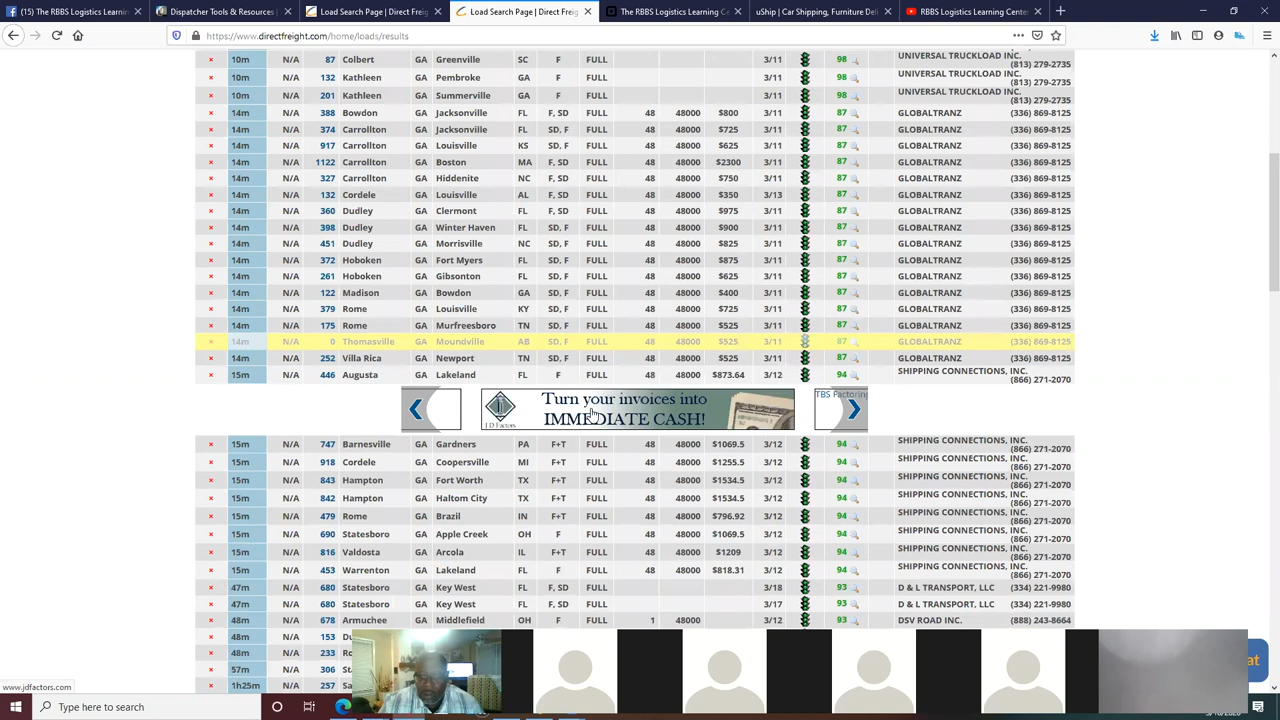 (15) The RBBS Logistics Learning
Dispatcher Tools & Resources |
Load Search Page | Direct Freig
Load Search Page | Direct Freig
The RBBS Logistics Learning Cen
uShip | Car Shipping, Furniture Deli
RBBS Logistics Learning Center
https://www.directfreight.com/home/loads/results
10m N/A 87 Colbert GA Greenville SC F FULL 3/11 98 UNIVERSAL TRUCKLOAD INC. (813) 279-2735
10m N/A 132 Kathleen GA Pembroke GA F FULL 3/11 98 UNIVERSAL TRUCKLOAD INC. (813) 279-2735
10m N/A 201 Kathleen GA Summerville GA F FULL 3/11 98 UNIVERSAL TRUCKLOAD INC. (813) 279-2735
14m N/A 388 Bowdon GA Jacksonville FL F, SD FULL 48 48000 $800 3/11 87 GLOBALTRANZ (336) 869-8125
14m N/A 374 Carrollton GA Jacksonville FL SD, F FULL 48 48000 $725 3/11 87 GLOBALTRANZ (336) 869-8125
14m N/A 917 Carrollton GA Louisville KS SD, F FULL 48 48000 $625 3/11 87 GLOBALTRANZ (336) 869-8125
14m N/A 1122 Carrollton GA Boston MA F, SD FULL 48 48000 $2300 3/11 87 GLOBALTRANZ (336) 869-8125
14m N/A 327 Carrollton GA Hiddenite NC F, SD FULL 48 48000 $750 3/11 87 GLOBALTRANZ (336) 869-8125
14m N/A 132 Cordele GA Louisville AL F, SD FULL 48 48000 $350 3/13 87 GLOBALTRANZ (336) 869-8125
14m N/A 360 Dudley GA Clermont FL F, SD FULL 48 48000 $975 3/11 87 GLOBALTRANZ (336) 869-8125
14m N/A 398 Dudley GA Winter Haven FL SD, F FULL 48 48000 $900 3/11 87 GLOBALTRANZ (336) 869-8125
14m N/A 451 Dudley GA Morrisville NC SD, F FULL 48 48000 $825 3/11 87 GLOBALTRANZ (336) 869-8125
14m N/A 372 Hoboken GA Fort Myers FL SD, F FULL 48 48000 $875 3/11 87 GLOBALTRANZ (336) 869-8125
14m N/A 261 Hoboken GA Gibsonton FL SD, F FULL 48 48000 $625 3/11 87 GLOBALTRANZ (336) 869-8125
14m N/A 122 Madison GA Bowdon GA SD, F FULL 48 48000 $400 3/11 87 GLOBALTRANZ (336) 869-8125
14m N/A 379 Rome GA Louisville KY SD, F FULL 48 48000 $725 3/11 87 GLOBALTRANZ (336) 869-8125
14m N/A 175 Rome GA Murfreesboro TN SD, F FULL 48 48000 $525 3/11 87 GLOBALTRANZ (336) 869-8125
14m N/A 0 Thomasville GA Moundville AB SD, F FULL 48 48000 $525 3/11 87 GLOBALTRANZ (336) 869-8125
14m N/A 252 Villa Rica GA Newport TN SD, F FULL 48 48000 $525 3/11 87 GLOBALTRANZ (336) 869-8125
15m N/A 446 Augusta GA Lakeland FL F FULL 48 48000 $873.64 3/11 94 SHIPPING CONNECTIONS, INC. (866) 271-2070
J D Factors
Turn your invoices into
IMMEDIATE CASH!
TBS Factoring
15m N/A 747 Barnesville GA Gardners PA F+T FULL 48 48000 $1069.5 3/12 94 SHIPPING CONNECTIONS, INC. (866) 271-2070
15m N/A 918 Cordele GA Coopersville MI F+T FULL 48 48000 $1255.5 3/12 94 SHIPPING CONNECTIONS, INC. (866) 271-2070
15m N/A 843 Hampton GA Fort Worth TX F+T FULL 48 48000 $1534.5 3/12 94 SHIPPING CONNECTIONS, INC. (866) 271-2070
15m N/A 842 Hampton GA Haltom City TX F+T FULL 48 48000 $1534.5 3/12 94 SHIPPING CONNECTIONS, INC. (866) 271-2070
15m N/A 479 Rome GA Brazil IN F+T FULL 48 48000 $796.92 3/12 94 SHIPPING CONNECTIONS, INC. (866) 271-2070
15m N/A 690 Statesboro GA Apple Creek OH F FULL 48 48000 $1069.5 3/12 94 SHIPPING CONNECTIONS, INC. (866) 271-2070
15m N/A 816 Valdosta GA Arcola IL F+T FULL 48 48000 $1209 3/12 94 SHIPPING CONNECTIONS, INC. (866) 271-2070
15m N/A 453 Warrenton GA Lakeland FL F FULL 48 48000 $818.31 3/12 94 SHIPPING CONNECTIONS, INC. (866) 271-2070
47m N/A 680 Statesboro GA Key West FL F, SD FULL 3/18 93 D & L TRANSPORT, LLC (334) 221-9980
47m N/A 680 Statesboro GA Key West FL F, SD FULL 3/17 93 D & L TRANSPORT, LLC (334) 221-9980
48m N/A 678 Armuchee GA Middlefield OH F FULL 1 48000 3/12 93 DSV ROAD INC. (888) 243-8664
48m N/A 153
48m N/A 233
57m N/A 306
1h25m N/A 257
www.jdfactors.com
Type here to search